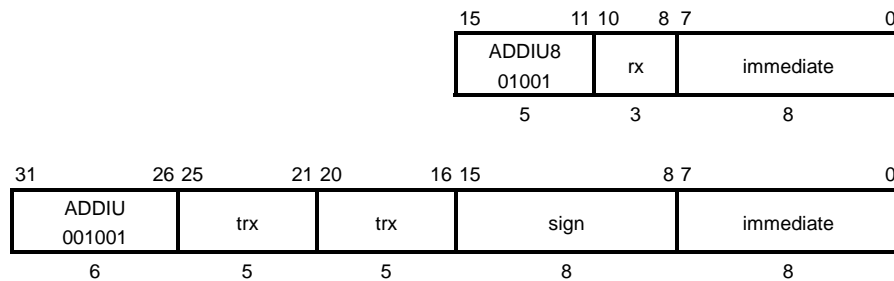 15 11 10 8 7 0
ADDIU8
01001 rx immediate
5 3 8
31 26 25 21 20 16 15 8 7 0
ADDIU
001001 trx trx sign immediate
6 5 5 8 8